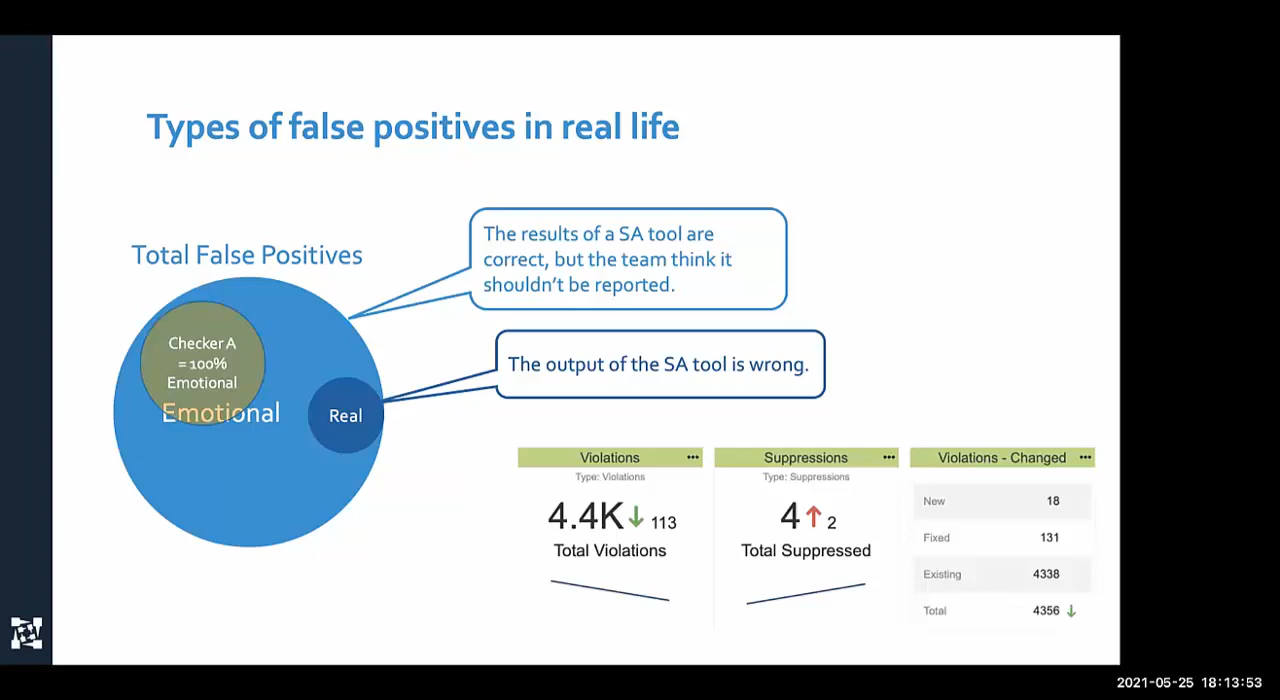 Types of false positives in real life
Total False Positives
The results of a SA tool are
correct, but the team think it
shouldn't be reported.
Checker A
= 100%
Emotional
Emotional
Real
The output of the SA tool is wrong.
Violations
Type: Violations
4.4K 113
Total Violations
Suppressions
Type: Suppressions
4 2
Total Suppressed
Violations - Changed
New 18
Fixed 131
Existing 4338
Total 4356
2021-05-25 18:13:53